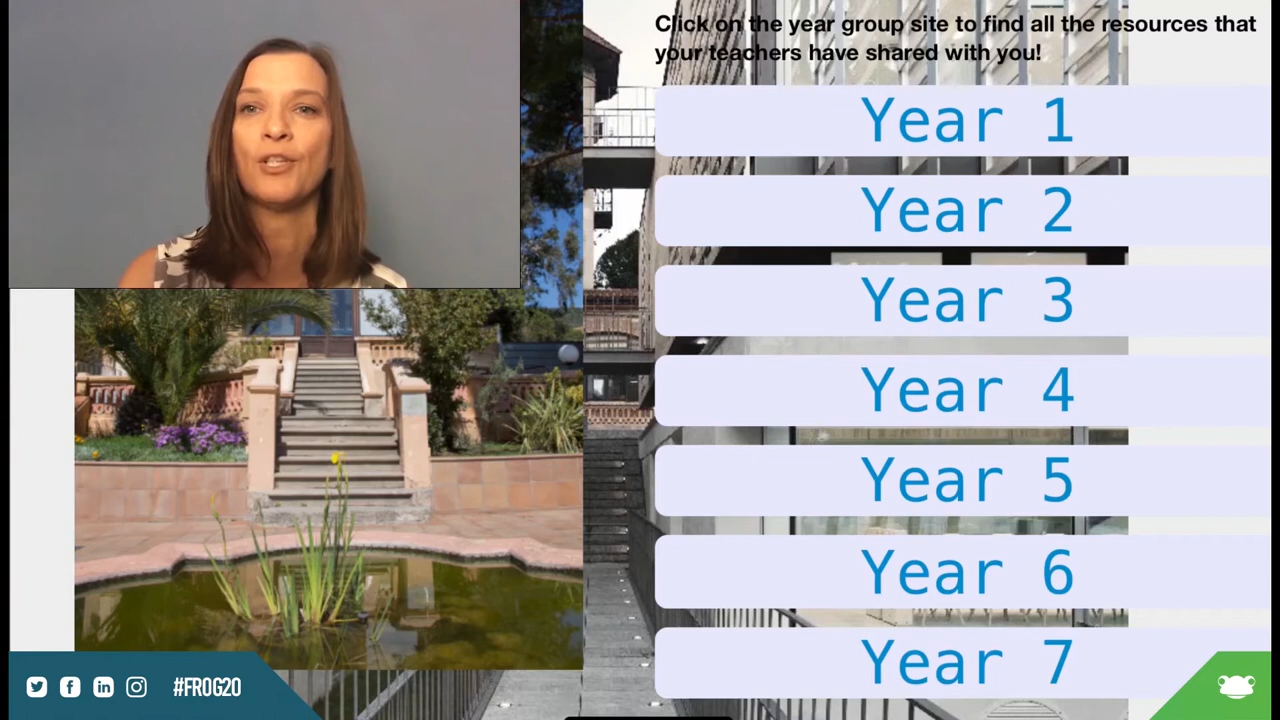 Click on the year group site to find all the resources that
your teachers have shared with you!
Year 1
Year 2
Year 3
Year 4
Year 5
Year 6
Year 7
#FROG20